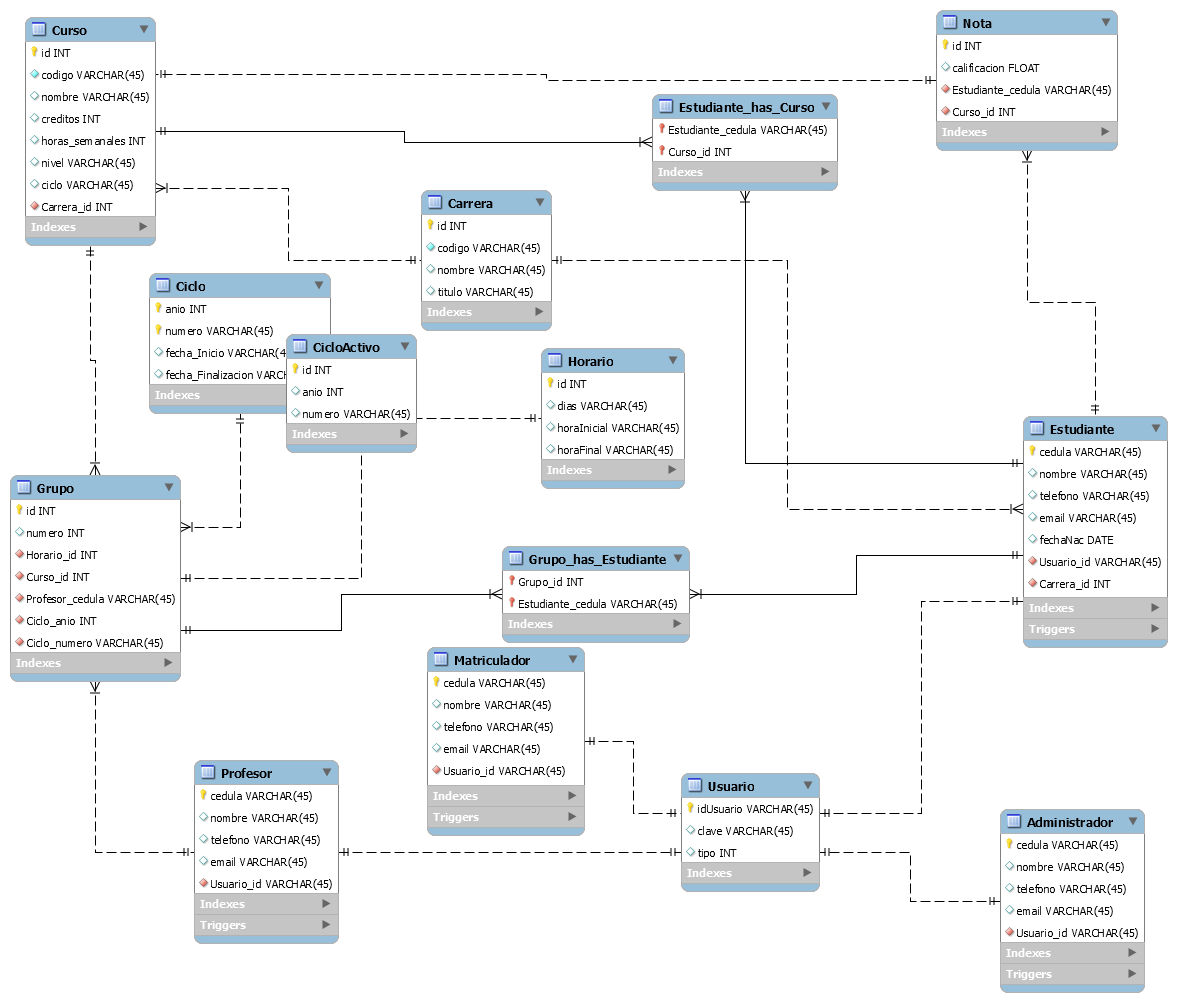 Curso
id INT
codigo VARCHAR(45)
nombre VARCHAR(45)
creditos INT
horas_semanales INT
nivel VARCHAR(45)
ciclo VARCHAR(45)
Carrera_id INT
Indexes
Nota
id INT
calificacion FLOAT
Estudiante_cedula VARCHAR(45)
Curso_id INT
Indexes
Estudiante_has_Curso
Estudiante_cedula VARCHAR(45)
Curso_id INT
Indexes
Carrera
id INT
codigo VARCHAR(45)
nombre VARCHAR(45)
titulo VARCHAR(45)
Indexes
Ciclo
anio INT
numero VARCHAR(45)
fecha_Inicio VARCHAR(4
fecha_Finalizacion VARCH
Indexes
CicloActivo
id INT
anio INT
numero VARCHAR(45)
Indexes
Horario
id INT
dias VARCHAR(45)
horaInicial VARCHAR(45)
horaFinal VARCHAR(45)
Indexes
Estudiante
cedula VARCHAR(45)
nombre VARCHAR(45)
telefono VARCHAR(45)
email VARCHAR(45)
fechaNac DATE
Usuario_id VARCHAR(45)
Carrera_id INT
Indexes
Triggers
Grupo
id INT
numero INT
Horario_id INT
Curso_id INT
Profesor_cedula VARCHAR(45)
Ciclo_anio INT
Ciclo_numero VARCHAR(45)
Indexes
Grupo_has_Estudiante
Grupo_id INT
Estudiante_cedula VARCHAR(45)
Indexes
Matriculador
cedula VARCHAR(45)
nombre VARCHAR(45)
telefono VARCHAR(45)
email VARCHAR(45)
Usuario_id VARCHAR(45)
Indexes
Triggers
Profesor
cedula VARCHAR(45)
nombre VARCHAR(45)
telefono VARCHAR(45)
email VARCHAR(45)
Usuario_id VARCHAR(45)
Indexes
Triggers
Usuario
idUsuario VARCHAR(45)
clave VARCHAR(45)
tipo INT
Indexes
Administrador
cedula VARCHAR(45)
nombre VARCHAR(45)
telefono VARCHAR(45)
email VARCHAR(45)
Usuario_id VARCHAR(45)
Indexes
Triggers